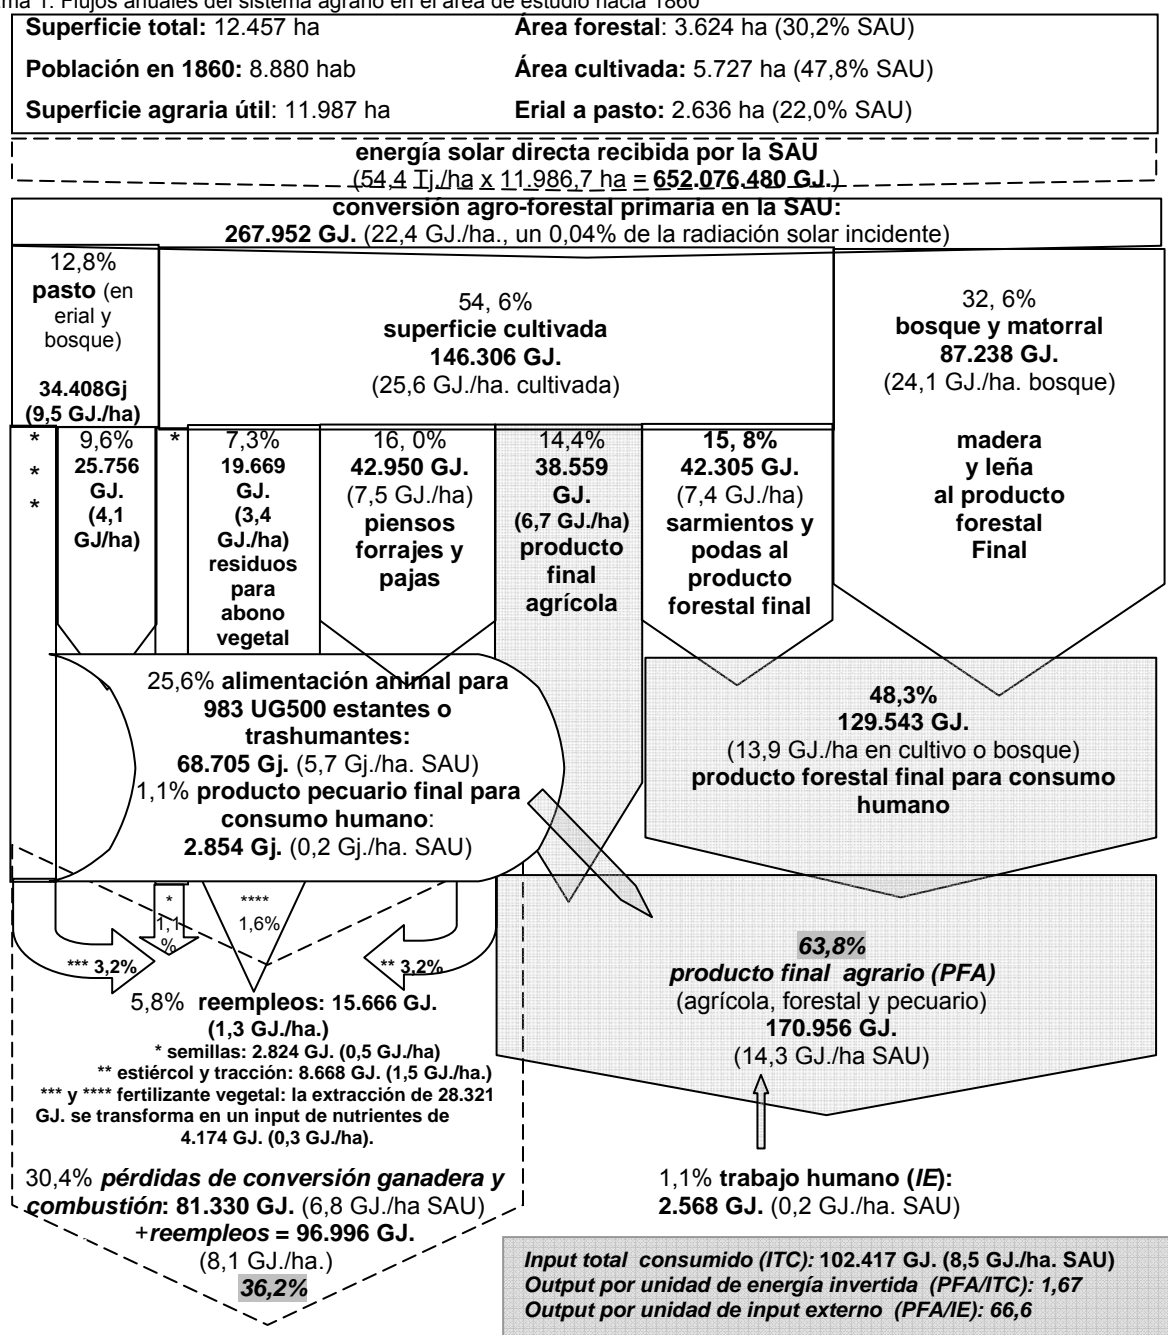 ma 1. Flujos anuales del sistema agrario en el área de estudio hacia 1860
Superficie total: 12.457 ha
Área forestal: 3.624 ha (30,2% SAU)
Población en 1860: 8.880 hab
Área cultivada: 5.727 ha (47,8% SAU)
Superficie agraria útil: 11.987 ha
Erial a pasto: 2.636 ha (22,0% SAU)
energía solar directa recibida por la SAU
(54,4 Tj./ha x 11.986,7 ha = 652.076.480 GJ.)
conversión agro-forestal primaria en la SAU:
267.952 GJ. (22,4 GJ./ha., un 0,04% de la radiación solar incidente)
12,8%
pasto (en
erial y
bosque)
34.408Gj
(9,5 GJ./ha)
54, 6%
superficie cultivada
146.306 GJ.
(25,6 GJ./ha. cultivada)
32, 6%
bosque y matorral
87.238 GJ.
(24,1 GJ./ha. bosque)
madera
y leña
al producto
forestal
Final
*
*
*
9,6%
25.756
GJ.
(4,1
GJ/ha)
*
7,3%
19.669
GJ.
(3,4
GJ./ha)
residuos
para
abono
vegetal
16, 0%
42.950 GJ.
(7,5 GJ./ha)
piensos
forrajes y
pajas
14,4%
38.559
GJ.
(6,7 GJ./ha)
producto
final
agrícola
15, 8%
42.305 GJ.
(7,4 GJ./ha)
sarmientos y
podas al
producto
forestal final
25,6% alimentación animal para
983 UG500 estantes o
trashumantes:
68.705 Gj. (5,7 Gj./ha. SAU)
1,1% producto pecuario final para
consumo humano:
2.854 Gj. (0,2 Gj./ha. SAU)
48,3%
129.543 GJ.
(13,9 GJ./ha en cultivo o bosque)
producto forestal final para consumo
humano
*
1,1
%
****
1,6%
*** 3,2%
** 3,2%
5,8% reempleos: 15.666 GJ.
(1,3 GJ./ha.)
* semillas: 2.824 GJ. (0,5 GJ./ha)
** estiércol y tracción: 8.668 GJ. (1,5 GJ./ha.)
*** y **** fertilizante vegetal: la extracción de 28.321
GJ. se transforma en un input de nutrientes de
4.174 GJ. (0,3 GJ./ha).
63,8%
producto final agrario (PFA)
(agrícola, forestal y pecuario)
170.956 GJ.
(14,3 GJ./ha SAU)
30,4% pérdidas de conversión ganadera y
combustión: 81.330 GJ. (6,8 GJ./ha SAU)
+reempleos = 96.996 GJ.
(8,1 GJ./ha.)
36,2%
1,1% trabajo humano (IE):
2.568 GJ. (0,2 GJ./ha. SAU)
Input total consumido (ITC): 102.417 GJ. (8,5 GJ./ha. SAU)
Output por unidad de energía invertida (PFA/ITC): 1,67
Output por unidad de input externo (PFA/IE): 66,6